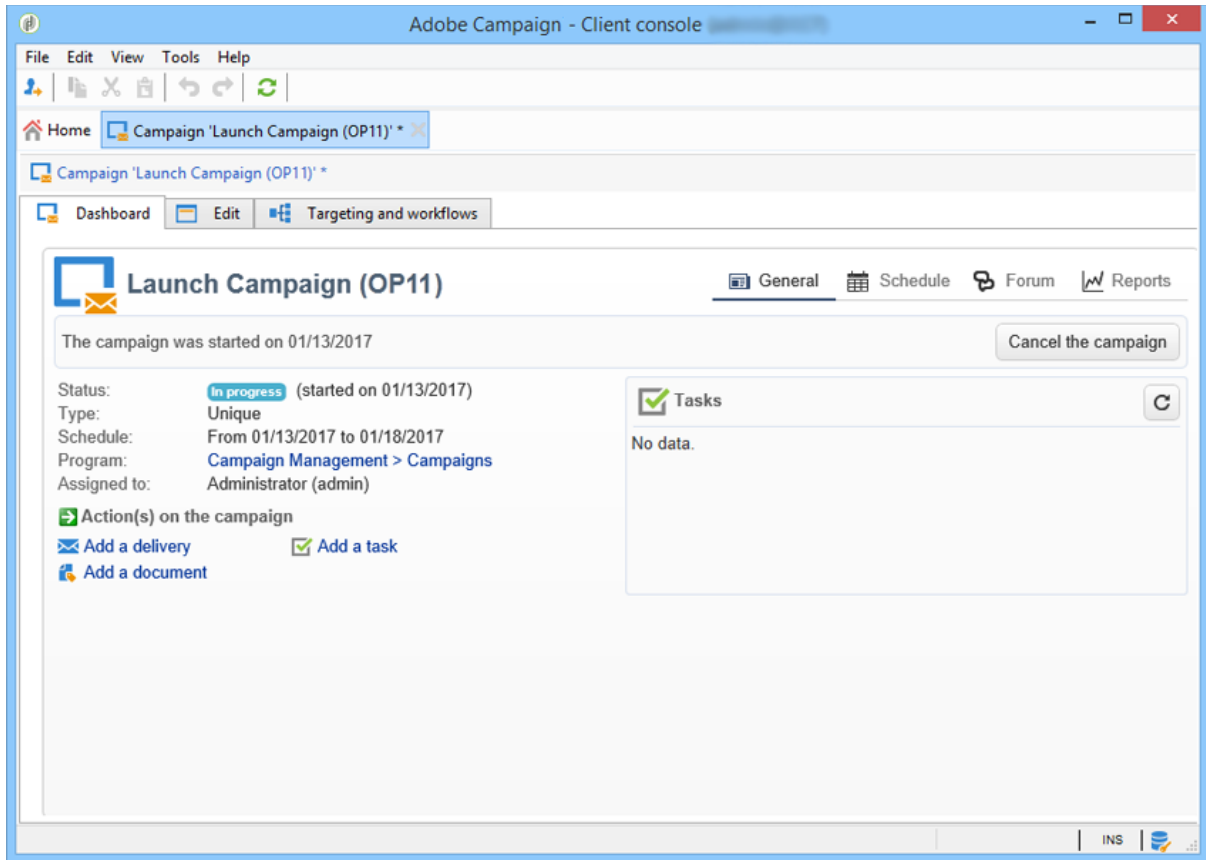 Adobe Campaign - Client console
File Edit View Tools Help
Home Campaign 'Launch Campaign (OP11)' *
Campaign 'Launch Campaign (OP11)' *
Dashboard Edit Targeting and workflows
Launch Campaign (OP11) General Schedule Forum Reports
The campaign was started on 01/13/2017 Cancel the campaign
Status: In progress (started on 01/13/2017)
Type: Unique
Schedule: From 01/13/2017 to 01/18/2017
Program: Campaign Management > Campaigns
Assigned to: Administrator (admin)
Tasks
No data.
Action(s) on the campaign
Add a delivery Add a task
Add a document
INS